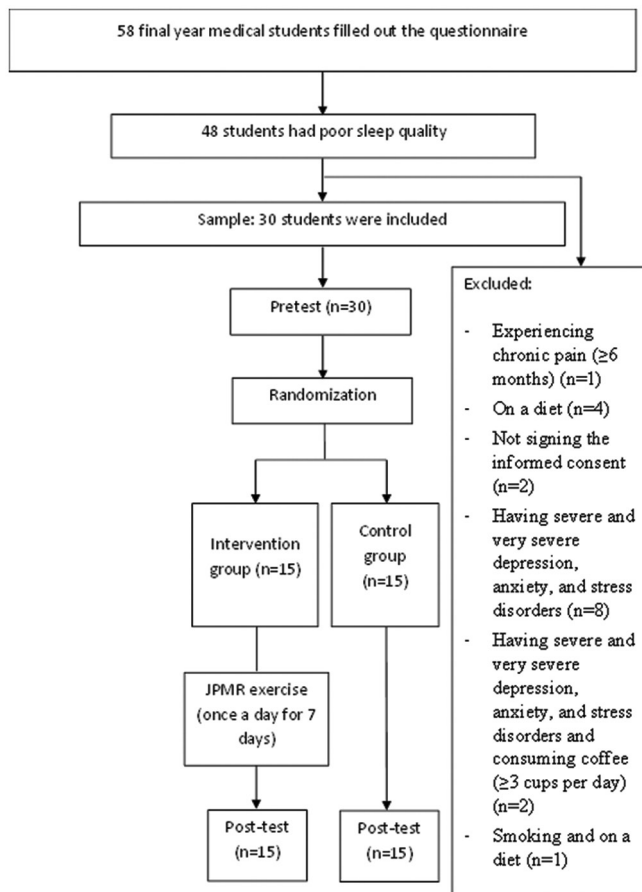 58 final year medical students filled out the questionnaire
48 students had poor sleep quality
Sample: 30 students were included
Pretest (n=30)
Randomization
Intervention
group (n=15)
Control
group
(n=15)
JPMR exercise
(once a day for 7
days)
Post-test
(n=15)
Post-test
(n=15)
Excluded:
- Experiencing
chronic pain (≥6
months) (n=1)
- On a diet (n=4)
- Not signing the
informed consent
(n=2)
- Having severe and
very severe
depression,
anxiety, and stress
disorders (n=8)
- Having severe and
very severe
depression,
anxiety, and stress
disorders and
consuming coffee
(≥3 cups per day)
(n=2)
- Smoking and on a
diet (n=1)